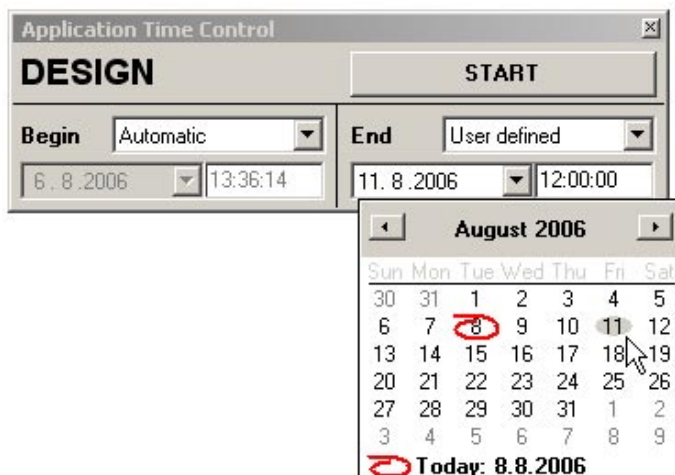 Application Time Control
DESIGN START
Begin Automatic End User defined
6 . 8 .2006 13:36:14 11. 8 .2006 12:00:00
August 2006
Sun Mon Tue Wed Thu Fri Sat
30 31 1 2 3 4 5
6 7 8 9 10 11 12
13 14 15 16 17 18 19
20 21 22 23 24 25 26
27 28 29 30 31 1 2
3 4 5 6 7 8 9
Today: 8.8.2006